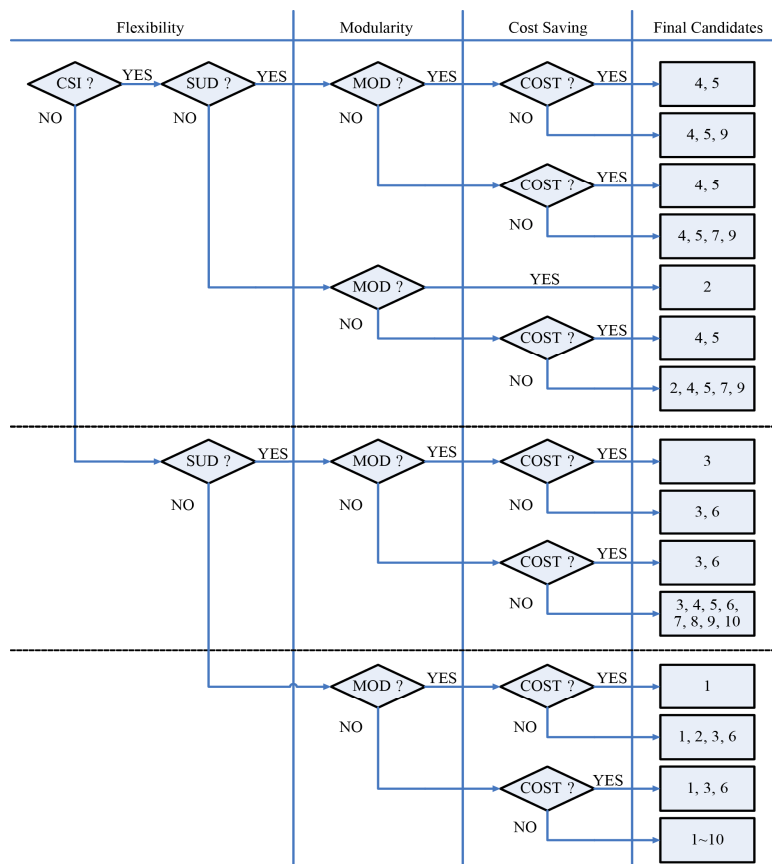 Flexibility Modularity Cost Saving Final Candidates
CSI ? YES SUD ? YES MOD ? YES COST ? YES 4, 5
NO NO NO NO 4, 5, 9
COST ? YES 4, 5
NO 4, 5, 7, 9
MOD ? YES 2
NO COST ? YES 4, 5
NO 2, 4, 5, 7, 9
SUD ? YES MOD ? YES COST ? YES 3
NO NO NO 3, 6
COST ? YES 3, 6
NO 3, 4, 5, 6,
7, 8, 9, 10
MOD ? YES COST ? YES 1
NO NO 1, 2, 3, 6
COST ? YES 1, 3, 6
NO 1~10